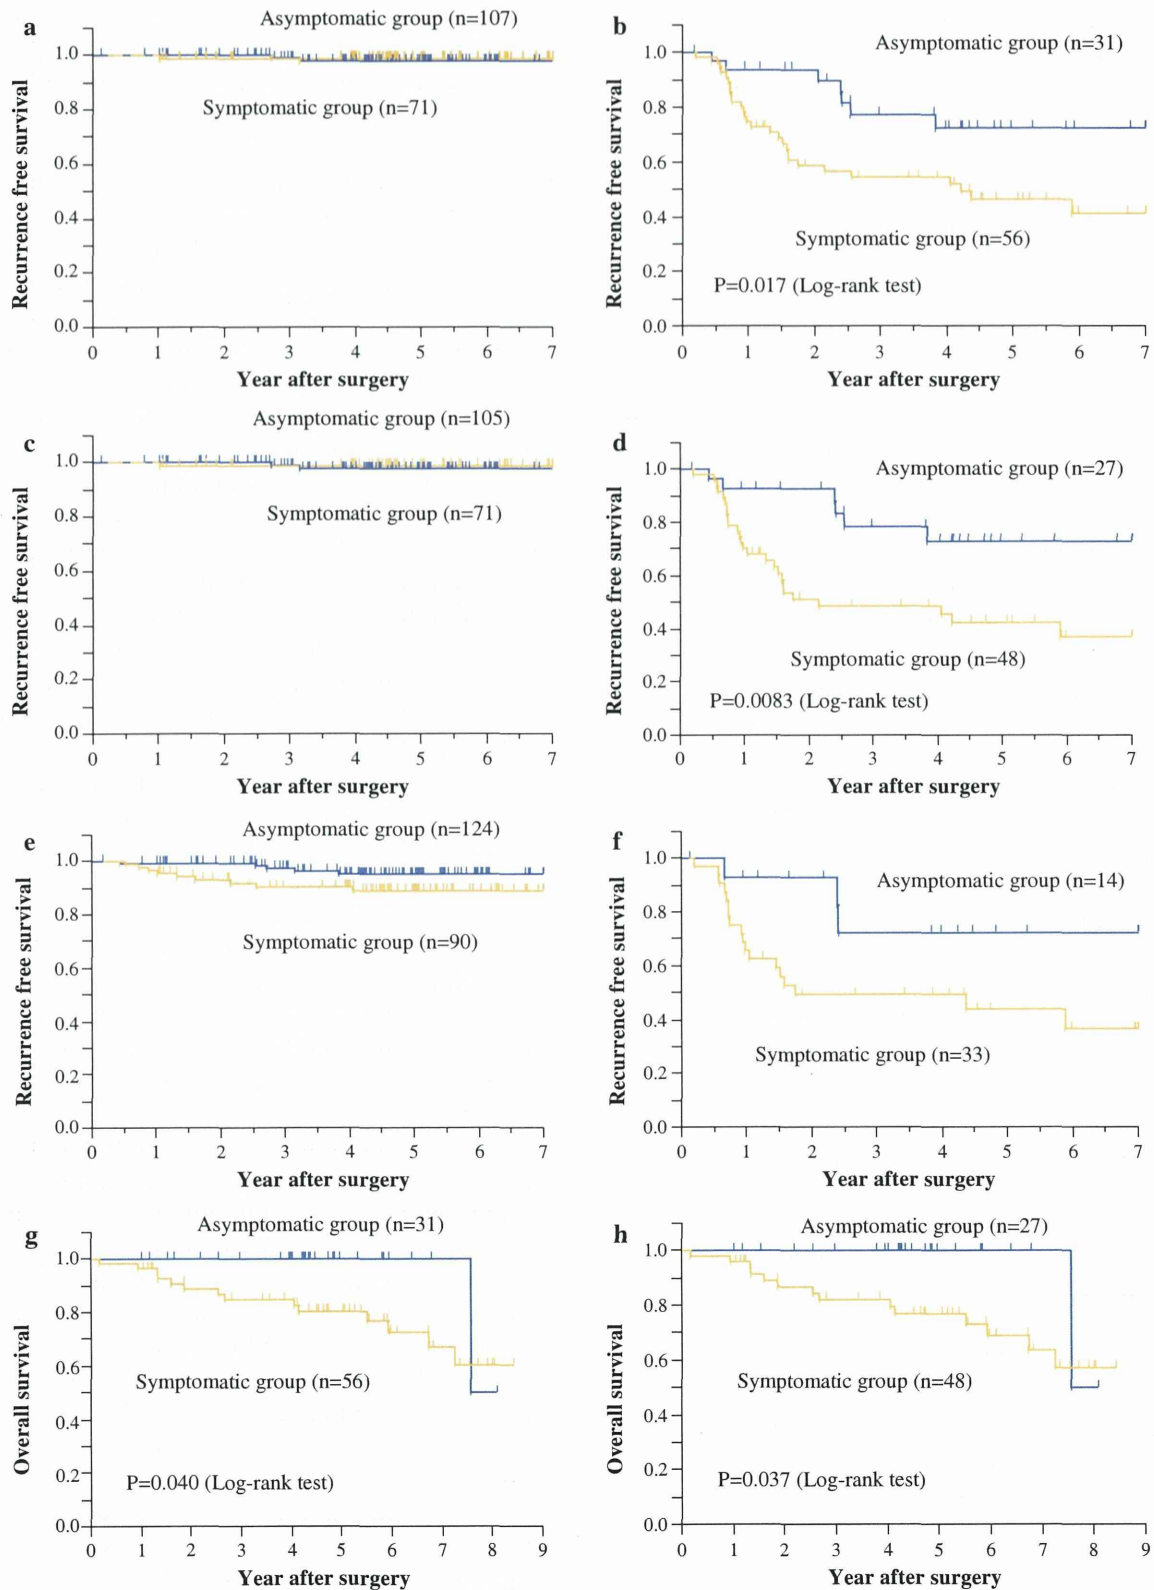 a
Asymptomatic group (n=107)
Recurrence free survival
1.0
0.8
0.6
0.4
0.2
0.0
Symptomatic group (n=71)
0 1 2 3 4 5 6 7
Year after surgery
b
Asymptomatic group (n=31)
Recurrence free survival
1.0
0.8
0.6
0.4
0.2
0.0
Symptomatic group (n=56)
P=0.017 (Log-rank test)
0 1 2 3 4 5 6 7
Year after surgery
c
Asymptomatic group (n=105)
Recurrence free survival
1.0
0.8
0.6
0.4
0.2
0.0
Symptomatic group (n=71)
0 1 2 3 4 5 6 7
Year after surgery
d
Asymptomatic group (n=27)
Recurrence free survival
1.0
0.8
0.6
0.4
0.2
0.0
Symptomatic group (n=48)
P=0.0083 (Log-rank test)
0 1 2 3 4 5 6 7
Year after surgery
e
Asymptomatic group (n=124)
Recurrence free survival
1.0
0.8
0.6
0.4
0.2
0.0
Symptomatic group (n=90)
0 1 2 3 4 5 6 7
Year after surgery
f
Asymptomatic group (n=14)
Recurrence free survival
1.0
0.8
0.6
0.4
0.2
0.0
Symptomatic group (n=33)
0 1 2 3 4 5 6 7
Year after surgery
g
Asymptomatic group (n=31)
Overall survival
1.0
0.8
0.6
0.4
0.2
0.0
Symptomatic group (n=56)
P=0.040 (Log-rank test)
0 1 2 3 4 5 6 7 8 9
Year after surgery
h
Asymptomatic group (n=27)
Overall survival
1.0
0.8
0.6
0.4
0.2
0.0
Symptomatic group (n=48)
P=0.037 (Log-rank test)
0 1 2 3 4 5 6 7 8 9
Year after surgery